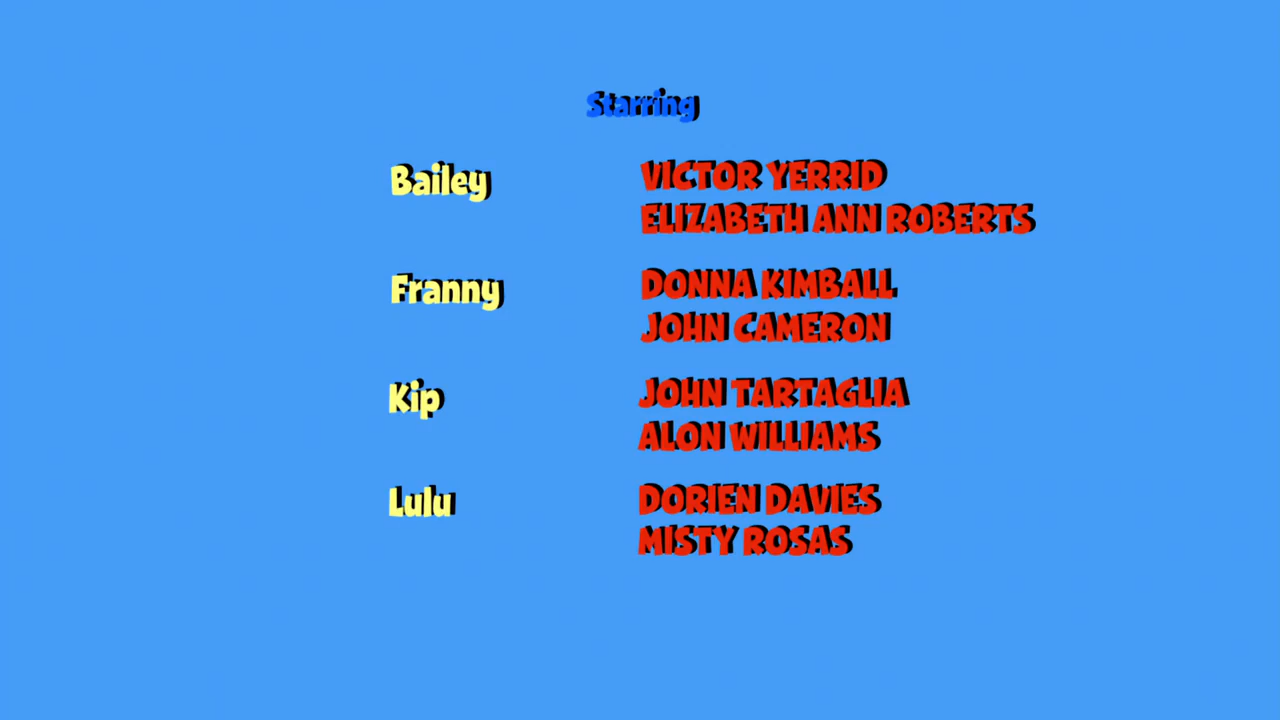 Starring
Bailey VICTOR YERRID
ELIZABETH ANN ROBERTS
Franny DONNA KIMBALL
JOHN CAMERON
Kip JOHN TARTAGLIA
ALON WILLIAMS
Lulu DORIEN DAVIES
MISTY ROSAS